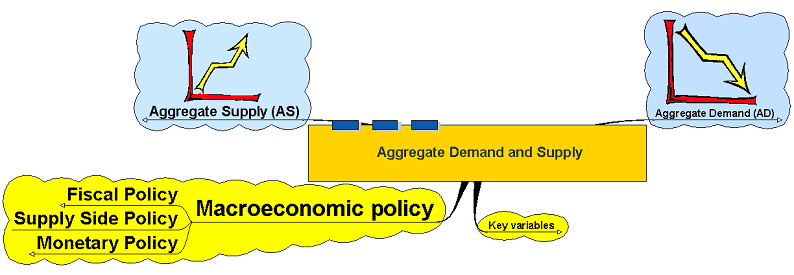 Aggregate Supply (AS)
Aggregate Demand (AD)
Aggregate Demand and Supply
Fiscal Policy
Supply Side Policy
Monetary Policy
Macroeconomic policy
Key variables